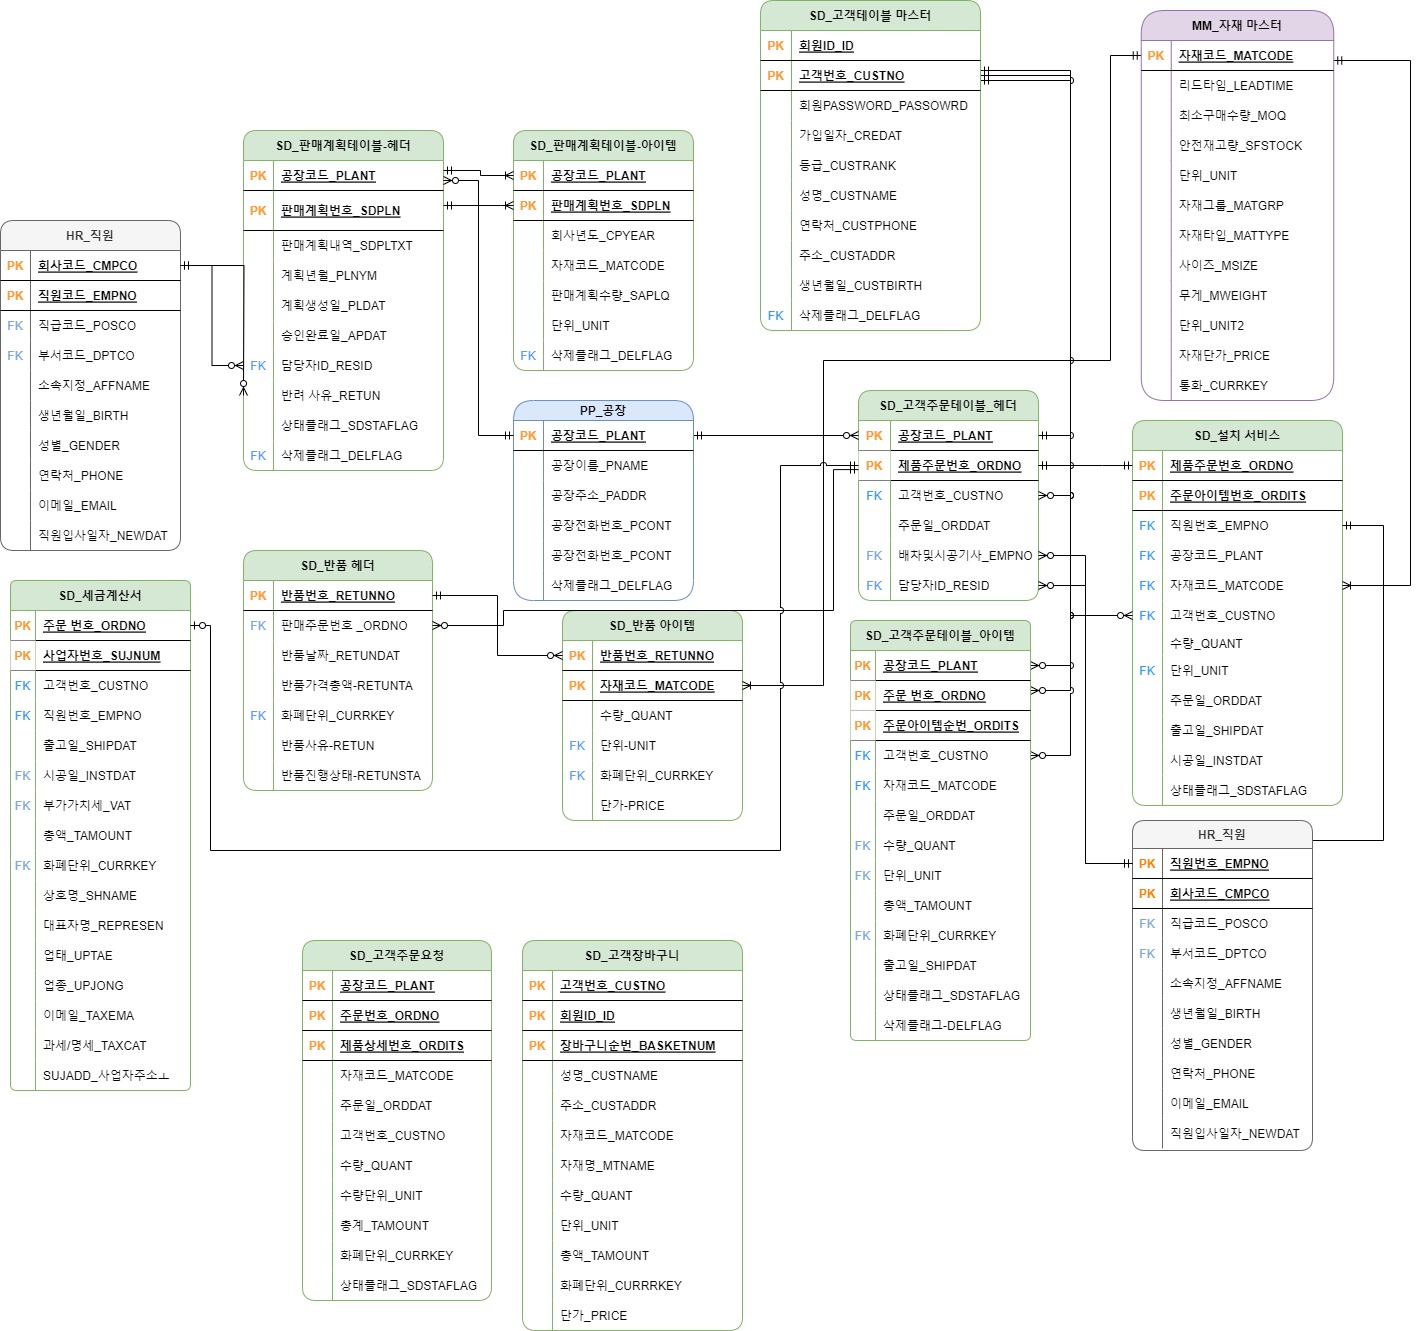 SD_고객테이블 마스터
PK 회원ID_ID
PK 고객번호_CUSTNO
회원PASSWORD_PASSOWRD
가입일자_CREDAT
등급_CUSTRANK
성명_CUSTNAME
연락처_CUSTPHONE
주소_CUSTADDR
생년월일_CUSTBIRTH
FK 삭제플래그_DELFLAG
MM_자재 마스터
PK 자재코드_MATCODE
리드타임_LEADTIME
최소구매수량_MOQ
안전재고량_SFSTOCK
단위_UNIT
자재그룹_MATGRP
자재타입_MATTYPE
사이즈_MSIZE
무게_MWEIGHT
단위_UNIT2
자재단가_PRICE
통화_CURRKEY
SD_판매계획테이블-헤더
PK 공장코드_PLANT
PK 판매계획번호_SDPLN
판매계획내역_SDPLTXT
계획년월_PLNYM
계획생성일_PLDAT
승인완료일_APDAT
FK 담당자ID_RESID
반려 사유_RETUN
상태플래그_SDSTAFLAG
FK 삭제플래그_DELFLAG
SD_판매계획테이블-아이템
PK 공장코드_PLANT
PK 판매계획번호_SDPLN
회사년도_CPYEAR
자재코드_MATCODE
판매계획수량_SAPLQ
단위_UNIT
FK 삭제플래그_DELFLAG
HR_직원
PK 회사코드_CMPCO
PK 직원코드_EMPNO
FK 직급코드_POSCO
FK 부서코드_DPTCO
소속지정_AFFNAME
생년월일_BIRTH
성별_GENDER
연락처_PHONE
이메일_EMAIL
직원입사일자_NEWDAT
PP_공장
PK 공장코드_PLANT
공장이름_PNAME
공장주소_PADDR
공장전화번호_PCONT
공장전화번호_PCONT
삭제플래그_DELFLAG
SD_고객주문테이블_헤더
PK 공장코드_PLANT
PK 제품주문번호_ORDNO
FK 고객번호_CUSTNO
주문일_ORDDAT
FK 배차및시공기사_EMPNO
FK 담당자ID_RESID
SD_설치 서비스
PK 제품주문번호_ORDNO
PK 주문아이템번호_ORDITS
FK 직원번호_EMPNO
FK 공장코드_PLANT
FK 자재코드_MATCODE
FK 고객번호_CUSTNO
수량_QUANT
FK 단위_UNIT
주문일_ORDDAT
출고일_SHIPDAT
시공일_INSTDAT
상태플래그_SDSTAFLAG
SD_세금계산서
PK 주문 번호_ORDNO
PK 사업자번호_SUJNUM
FK 고객번호_CUSTNO
FK 직원번호_EMPNO
출고일_SHIPDAT
FK 시공일_INSTDAT
FK 부가가치세_VAT
총액_TAMOUNT
FK 화폐단위_CURRKEY
상호명_SHNAME
대표자명_REPRESEN
업태_UPTAE
업종_UPJONG
이메일_TAXEMA
과세/명세_TAXCAT
SUJADD_사업자주소ㅗ
SD_반품 헤더
PK 반품번호_RETUNNO
FK 판매주문번호 _ORDNO
반품날짜_RETUNDAT
반품가격총액-RETUNTA
FK 화폐단위_CURRKEY
반품사유-RETUN
반품진행상태-RETUNSTA
SD_반품 아이템
PK 반품번호_RETUNNO
PK 자재코드_MATCODE
수량_QUANT
FK 단위-UNIT
FK 화폐단위_CURRKEY
단가-PRICE
SD_고객주문테이블_아이템
PK 공장코드_PLANT
PK 주문 번호_ORDNO
PK 주문아이템순번_ORDITS
FK 고객번호_CUSTNO
FK 자재코드_MATCODE
주문일_ORDDAT
FK 수량_QUANT
FK 단위_UNIT
총액_TAMOUNT
FK 화폐단위_CURRKEY
출고일_SHIPDAT
상태플래그_SDSTAFLAG
삭제플래그-DELFLAG
HR_직원
PK 직원번호_EMPNO
PK 회사코드_CMPCO
FK 직급코드_POSCO
FK 부서코드_DPTCO
소속지정_AFFNAME
생년월일_BIRTH
성별_GENDER
연락처_PHONE
이메일_EMAIL
직원입사일자_NEWDAT
SD_고객주문요청
PK 공장코드_PLANT
PK 주문번호_ORDNO
PK 제품상세번호_ORDITS
자재코드_MATCODE
주문일_ORDDAT
고객번호_CUSTNO
수량_QUANT
수량단위_UNIT
총계_TAMOUNT
화폐단위_CURRKEY
상태플래그_SDSTAFLAG
SD_고객장바구니
PK 고객번호_CUSTNO
PK 회원ID_ID
PK 장바구니순번_BASKETNUM
성명_CUSTNAME
주소_CUSTADDR
자재코드_MATCODE
자재명_MTNAME
수량_QUANT
단위_UNIT
총액_TAMOUNT
화폐단위_CURRRKEY
단가_PRICE